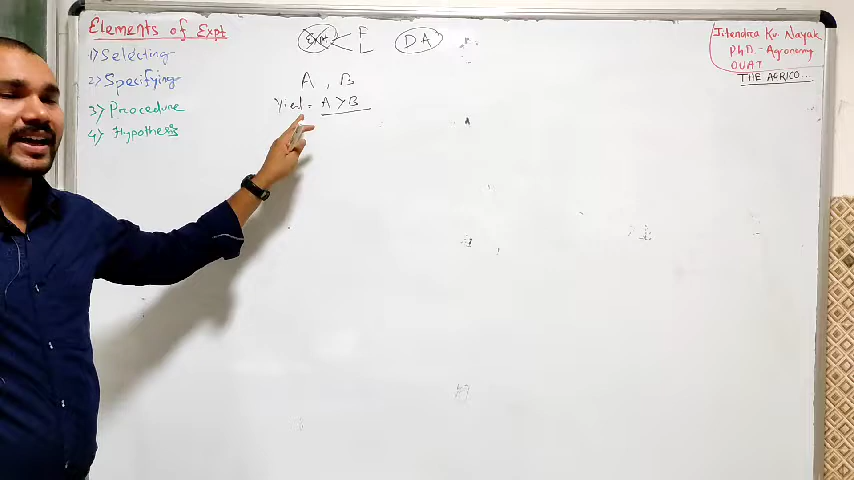 Elements of Expt
1) Selecting
2) Specifying
3) Procedure
4) Hypothesis
Expt F
L
DA
A , B
Yield = A > B
Jitendra Ku. Nayak
Ph.D - Agronomy
OUAT
THE AGRICO...